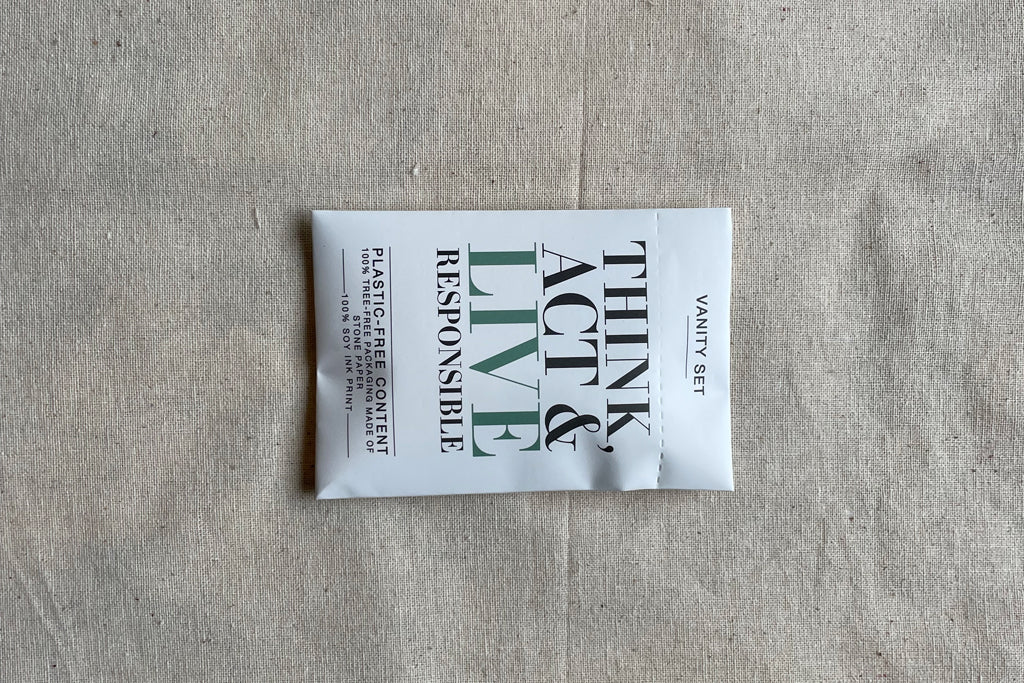 VANITY SET
THINK,
ACT &
LIVE
RESPONSIBLE
PLASTIC-FREE CONTENT
100% TREE-FREE PACKAGING MADE OF
STONE PAPER
100% SOY INK PRINT